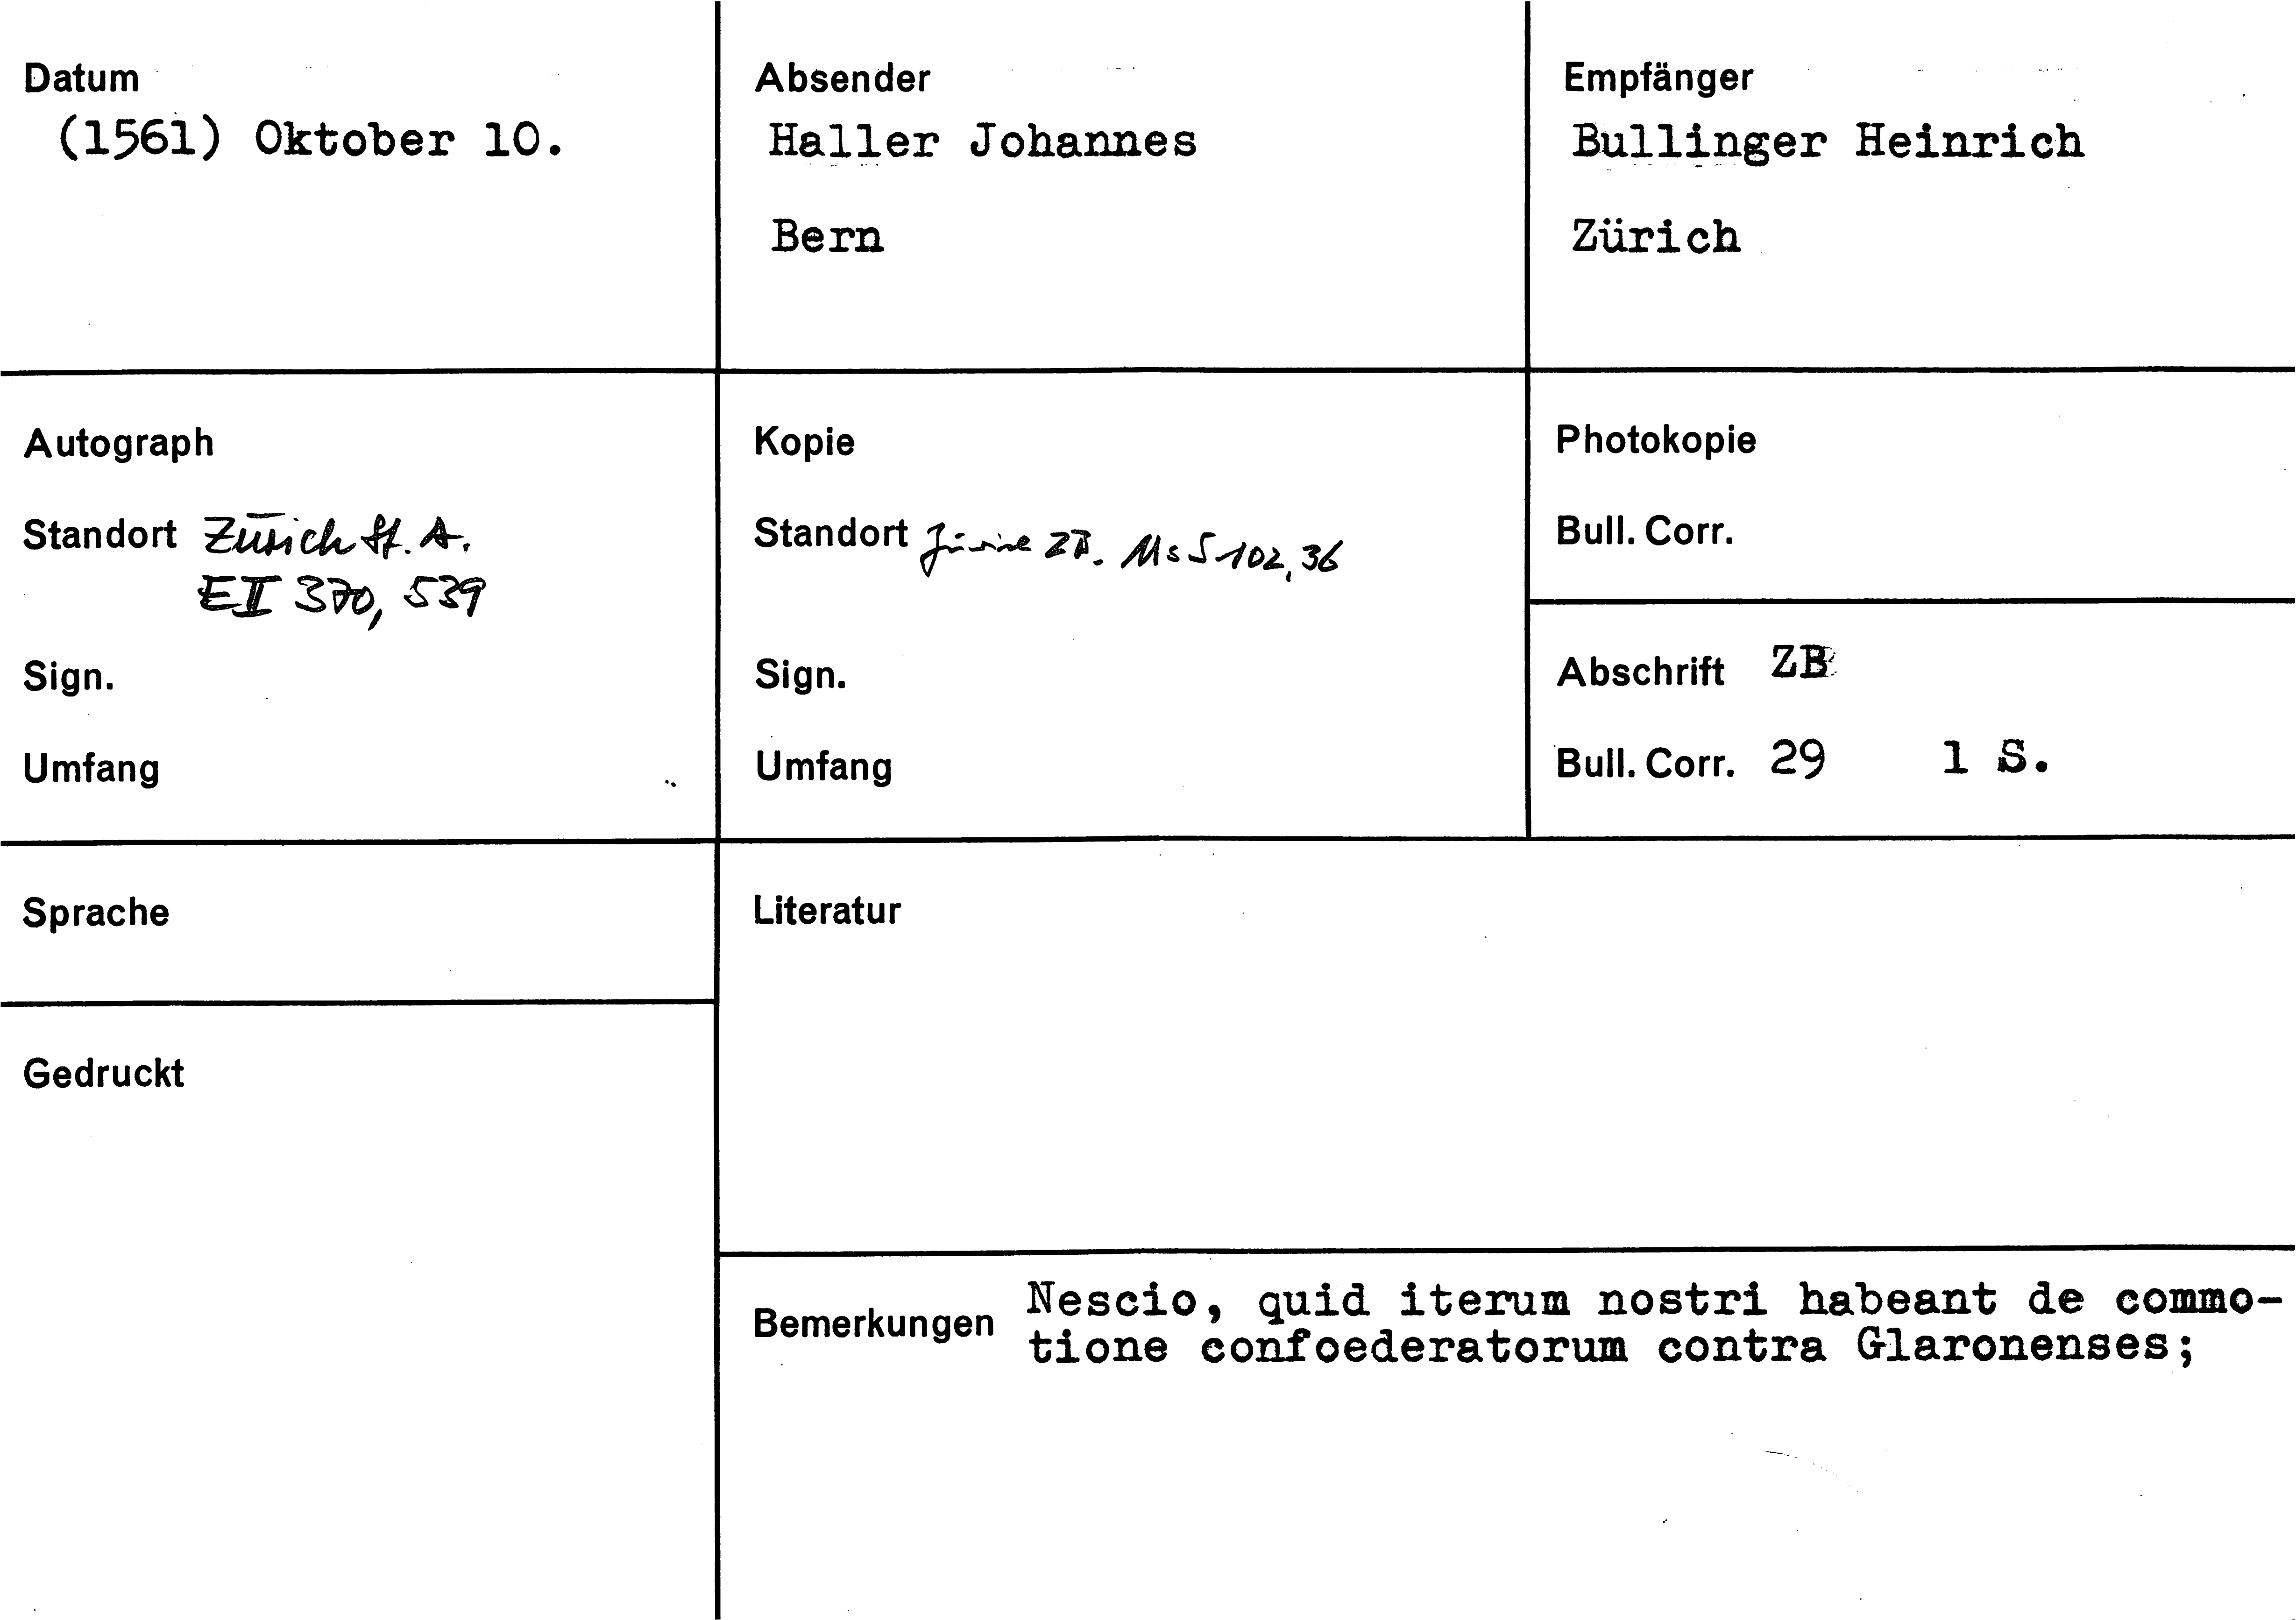 Datum
(1561) Oktober 10.
Absender
Haller Johannes
Bern
Empfänger
Bullinger Heinrich
Zürich
Autograph
Standort Zürich St. A.
E II 370, 539
Sign.
Umfang
Kopie
Standort Zürich ZB. Ms S 102, 36
Sign.
Umfang
Photokopie
Bull. Corr.
Abschrift ZB
Bull. Corr. 29 1 S.
Sprache
Literatur
Gedruckt
Bemerkungen Nescio, quid iterum nostri habeant de commo-
tione confoederatorum contra Glaronenses;